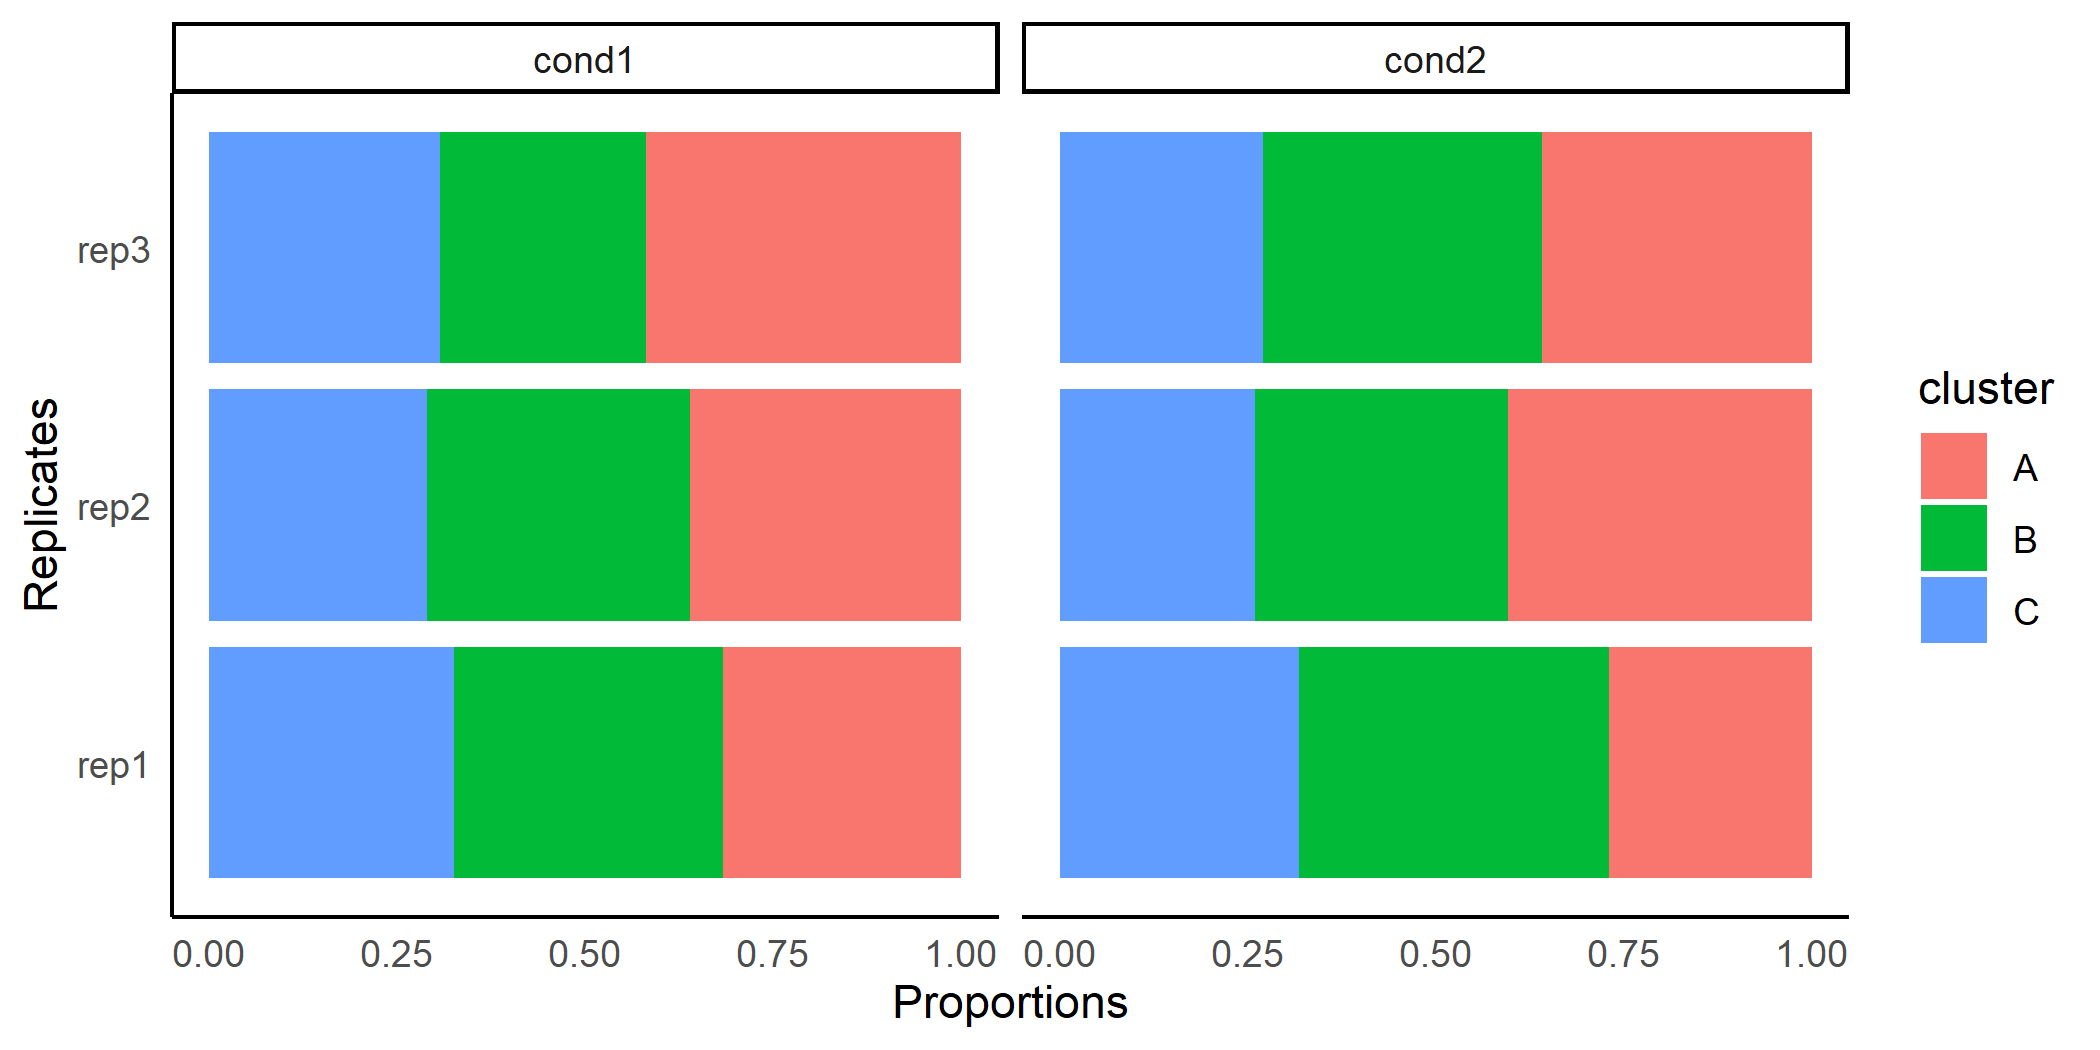 cond1
cond2
Replicates
rep3
rep2
rep1
0.00 0.25 0.50 0.75 1.00
0.00 0.25 0.50 0.75 1.00
Proportions
cluster
A
B
C